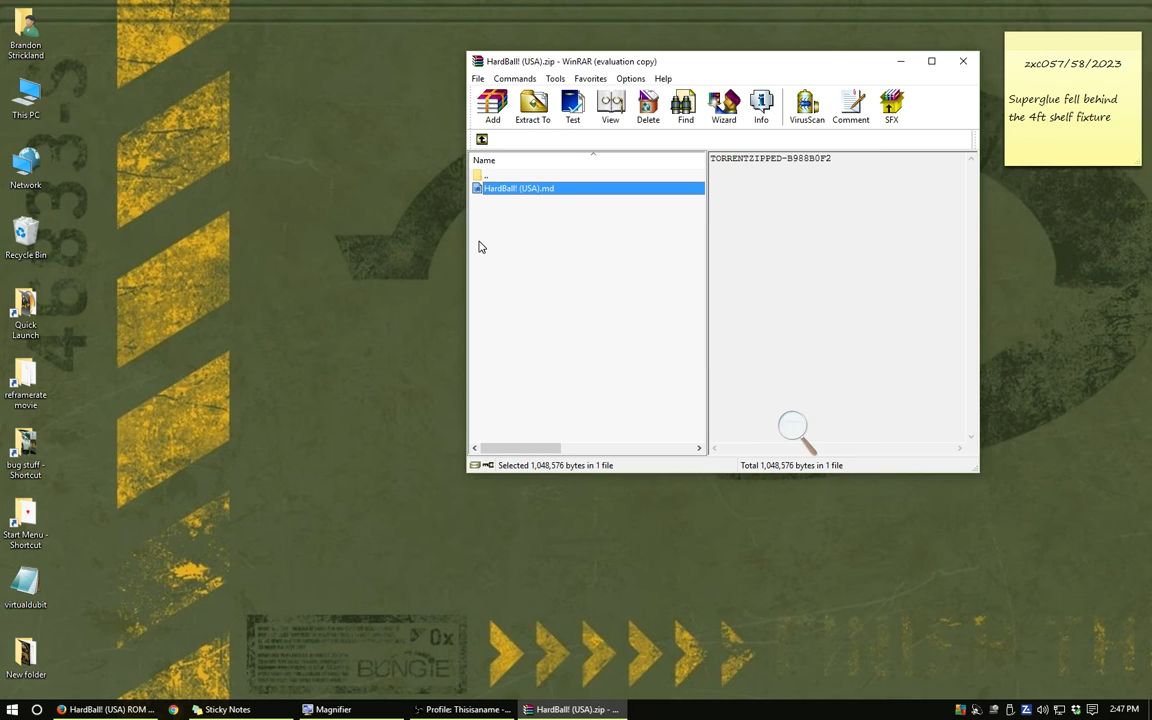 Brandon
Strickland
This PC
Network
Recycle Bin
Quick
Launch
reframerate
movie
bug stuff -
Shortcut
Start Menu -
Shortcut
virtualdubit
New folder
46833-S
HardBall! (USA).zip - WinRAR (evaluation copy)
File Commands Tools Favorites Options Help
Add Extract To Test View Delete Find Wizard Info VirusScan Comment SFX
Name
..
HardBall! (USA).md
TORRENTZIPPED-B988B0F2
Selected 1,048,576 bytes in 1 file
Total 1,048,576 bytes in 1 file
zxc057/58/2023
Superglue fell behind
the 4ft shelf fixture
0x
BUNGIE
HardBall! (USA) ROM ...
Sticky Notes
Magnifier
Profile: Thisisaname -...
HardBall! (USA).zip - ...
2:47 PM